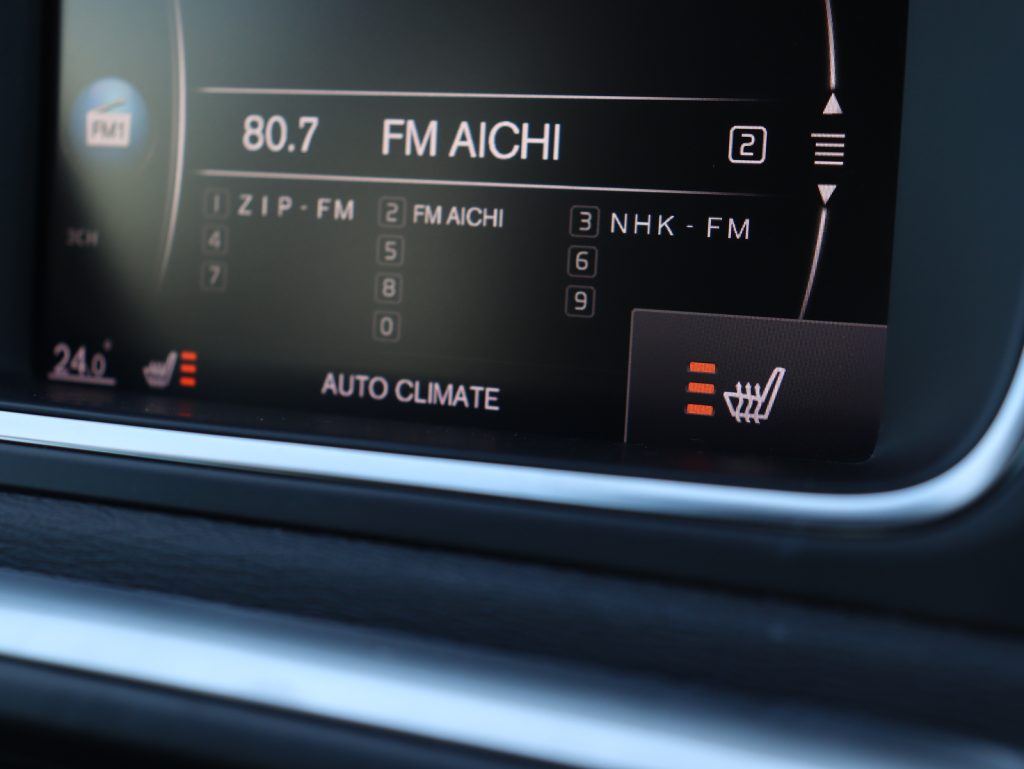 FM1
80.7 FM AICHI 2
1 ZIP-FM 2 FM AICHI 3 NHK-FM
4 5 6
7 8 9
0
3CH
24.0°
AUTO CLIMATE